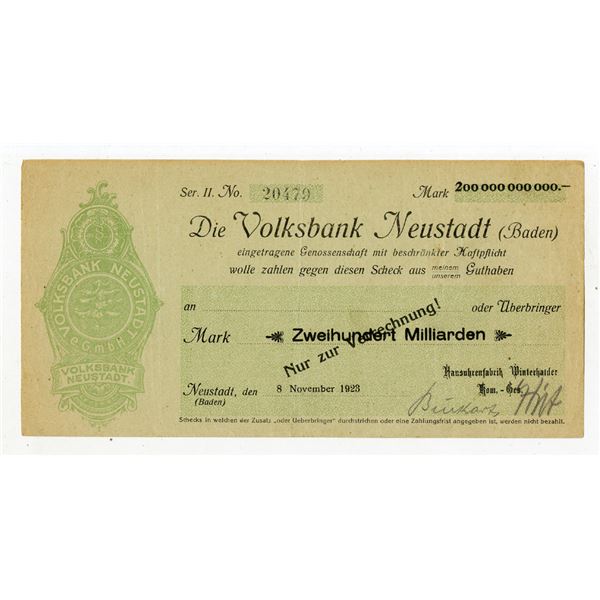 Ser. II. No. 20479 Mark 200 000 000 000.-
Die Volksbank Neustadt (Baden)
eingetragene Genossenschaft mit beschränkter Haftpflicht
wolle zahlen gegen diesen Scheck aus meinem unserem Guthaben
an oder Überbringer
Mark Zweihundert Milliarden
Nur zur Verrechnung!
Hausuhrenfabrik Winterhalder
Kom.-Ges.
Neustadt, den 8 November 1923
(Baden)
Schecks in welchen der Zusatz „oder Ueberbringer" durchstrichen oder eine Zahlungsfrist angegeben ist, werden nicht bezahlt.
VOLKSBANK NEUSTADT
e.G.m.b.H.
VOLKSBANK
NEUSTADT.